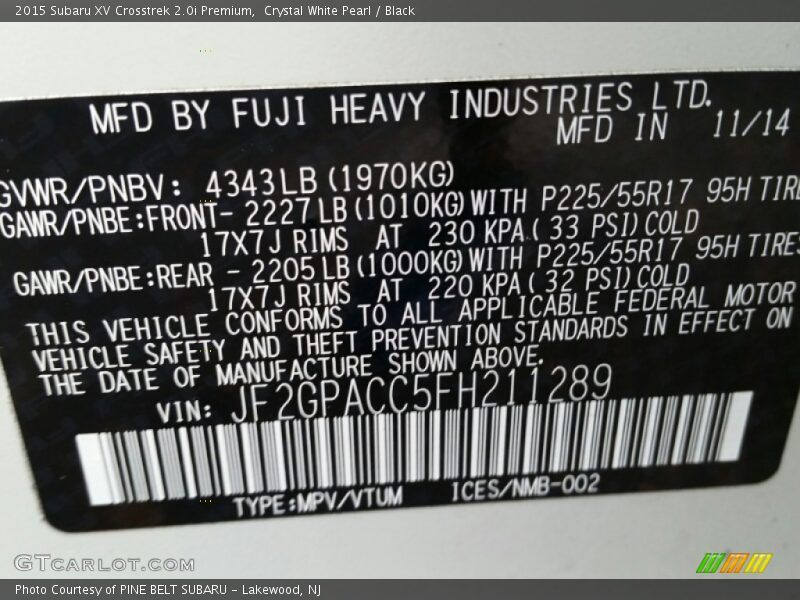 2015 Subaru XV Crosstrek 2.0i Premium,  Crystal White Pearl / Black
MFD BY FUJI HEAVY INDUSTRIES LTD.
MFD IN 11/14
GVWR/PNBV: 4343LB (1970KG)
GAWR/PNBE:FRONT- 2227 LB (1010KG) WITH P225/55R17 95H TIRE
17X7J RIMS AT 230 KPA ( 33 PSI) COLD
GAWR/PNBE:REAR - 2205 LB (1000KG) WITH P225/55R17 95H TIRES
17X7J RIMS AT 220 KPA ( 32 PSI) COLD
THIS VEHICLE CONFORMS TO ALL APPLICABLE FEDERAL MOTOR
VEHICLE SAFETY AND THEFT PREVENTION STANDARDS IN EFFECT ON
THE DATE OF MANUFACTURE SHOWN ABOVE.
VIN: JF2GPACC5FH211289
TYPE:MPV/VTUM ICES/NMB-002
GTCARLOT.COM
Photo Courtesy of PINE BELT SUBARU – Lakewood, NJ